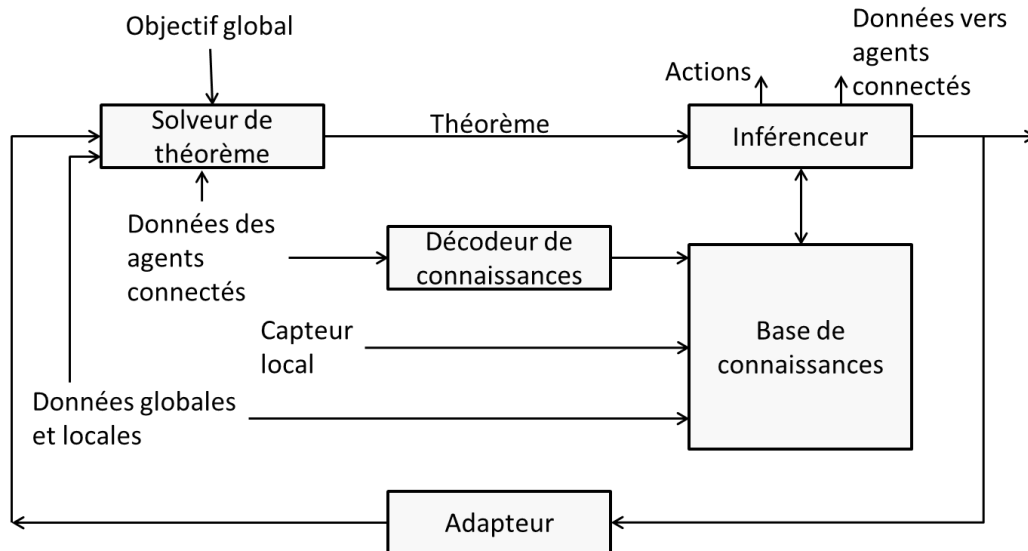 Objectif global
Données vers
agents
connectés
Actions
Solveur de
théorème
Théorème
Inférenceur
Données des
agents
connectés
Décodeur de
connaissances
Capteur
local
Base de
connaissances
Données globales
et locales
Adapteur